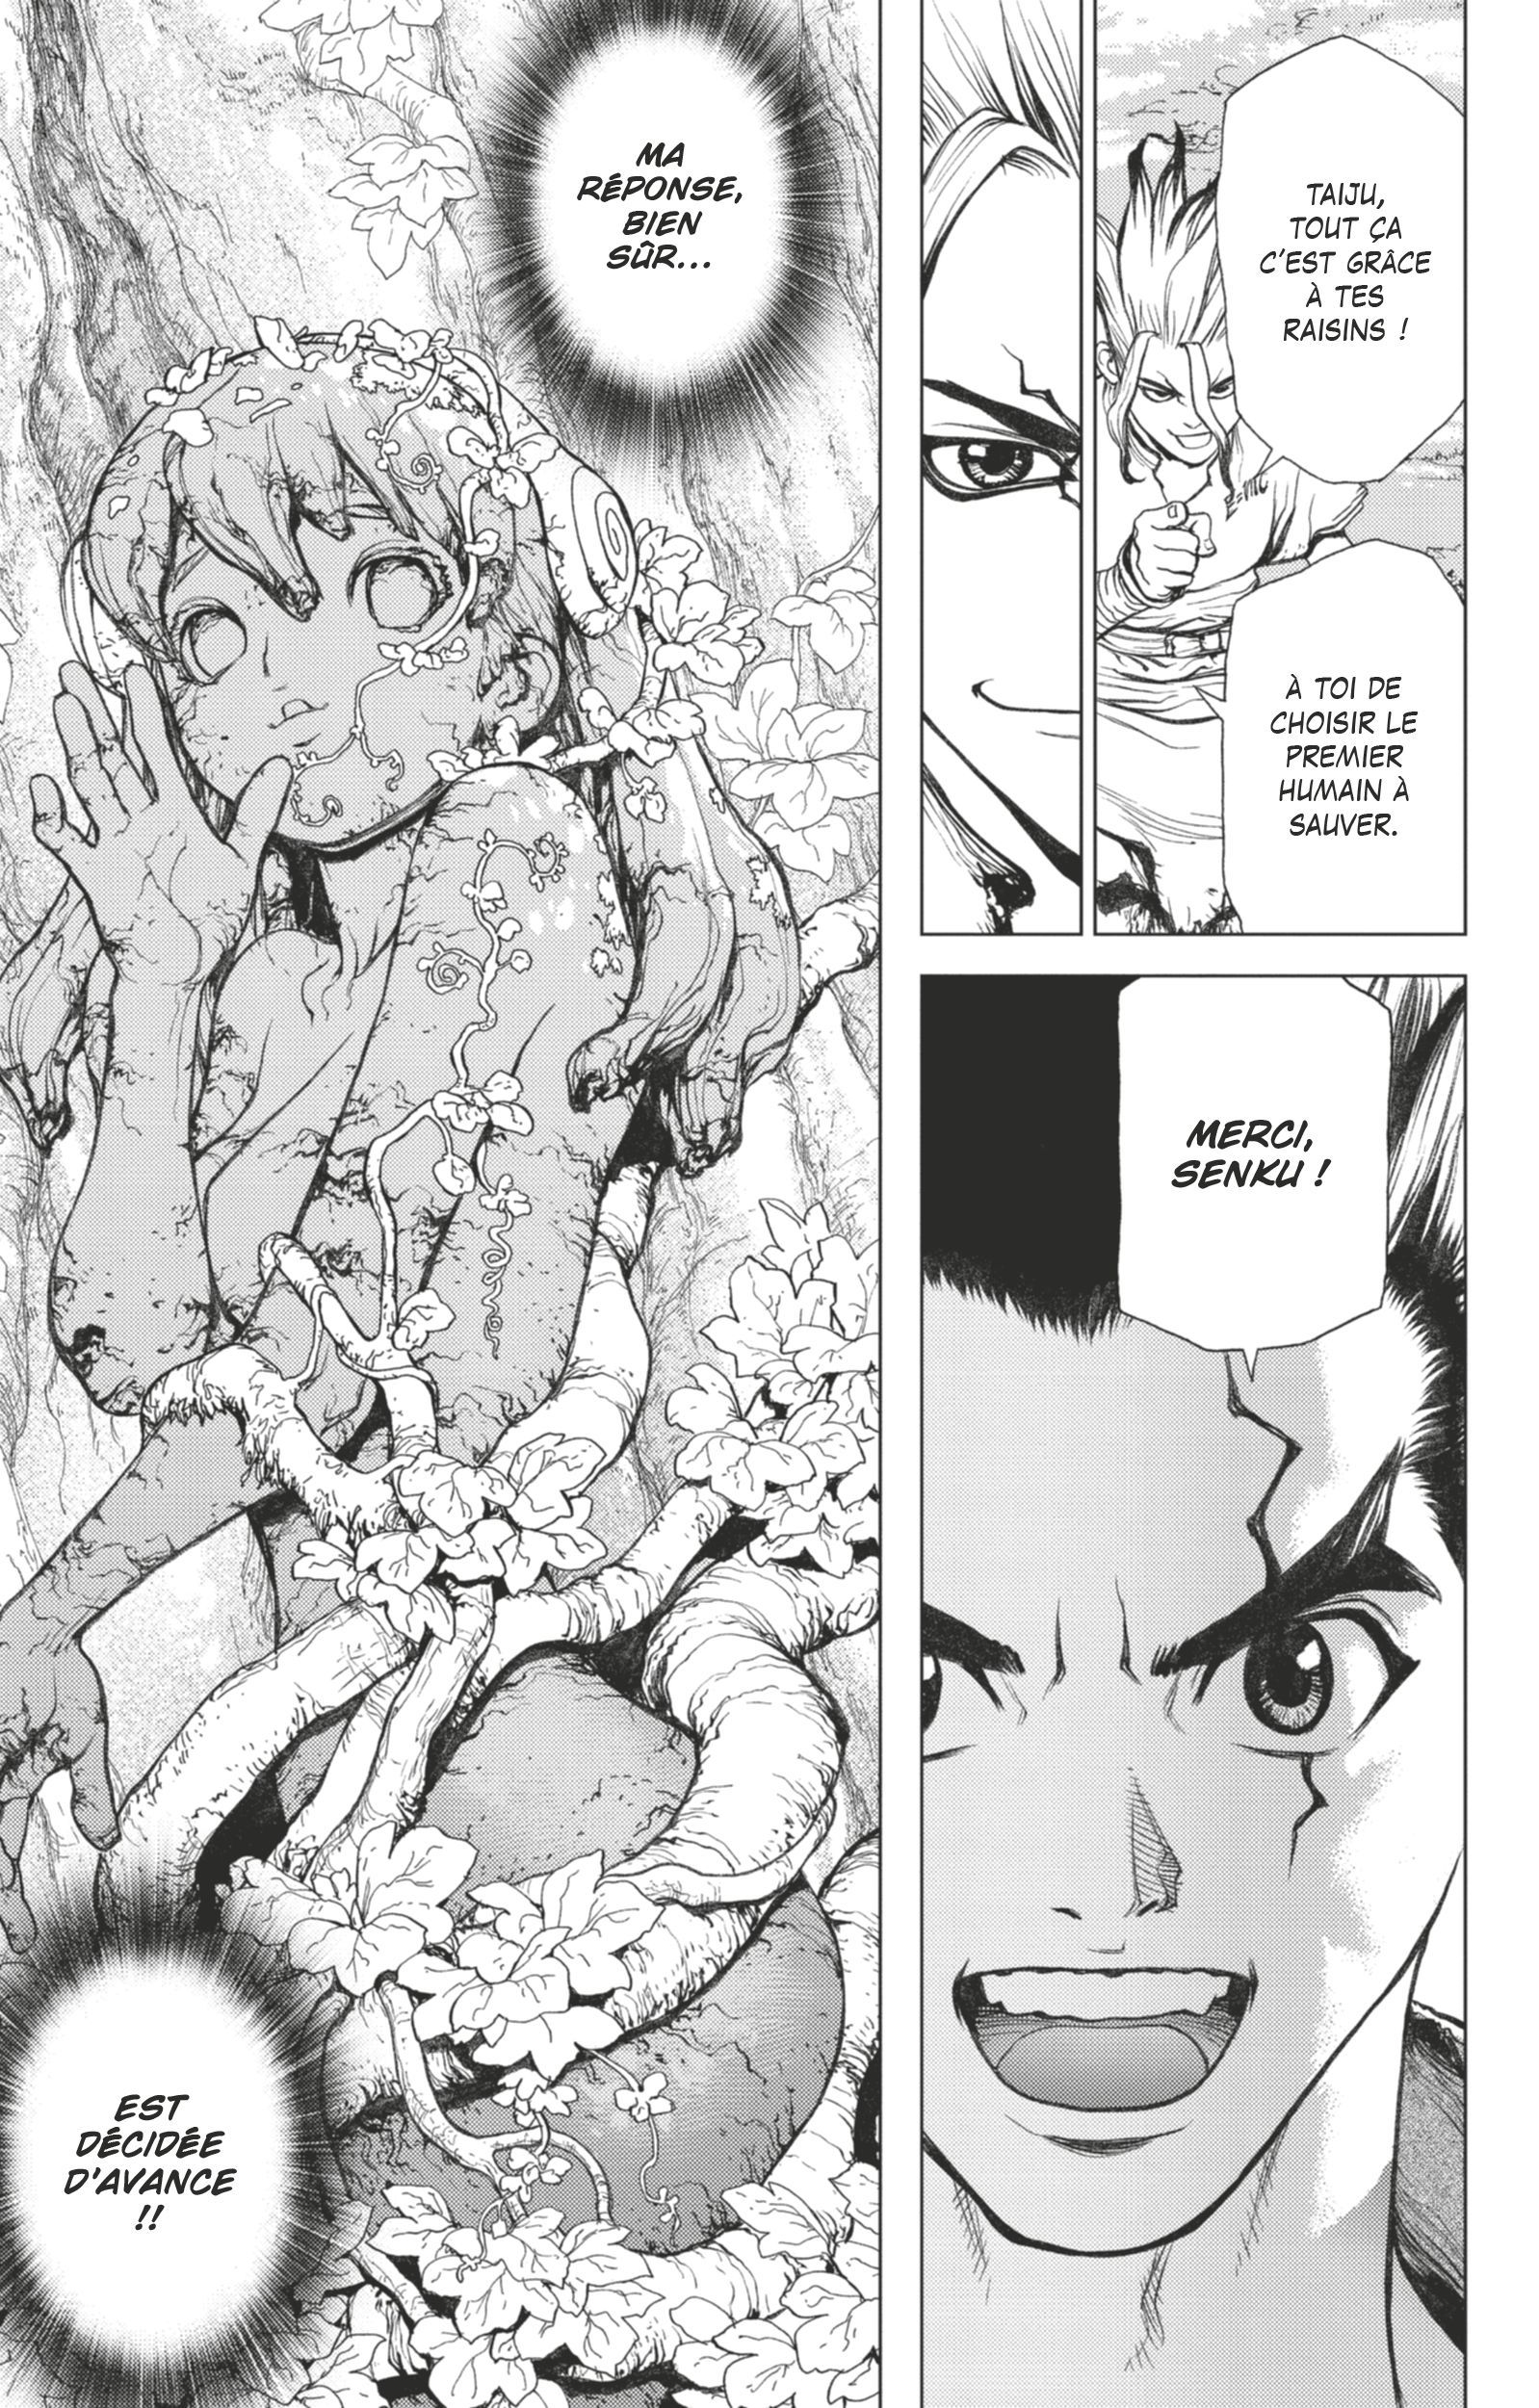 TAIJU,
TOUT ÇA
C'EST GRÂCE
À TES
RAISINS !
À TOI DE
CHOISIR LE
PREMIER
HUMAIN À
SAUVER.
E=mc²
MERCI,
SENKU !
MA
RÉPONSE,
BIEN
SÛR...
EST
DÉCIDÉE
D'AVANCE
!!